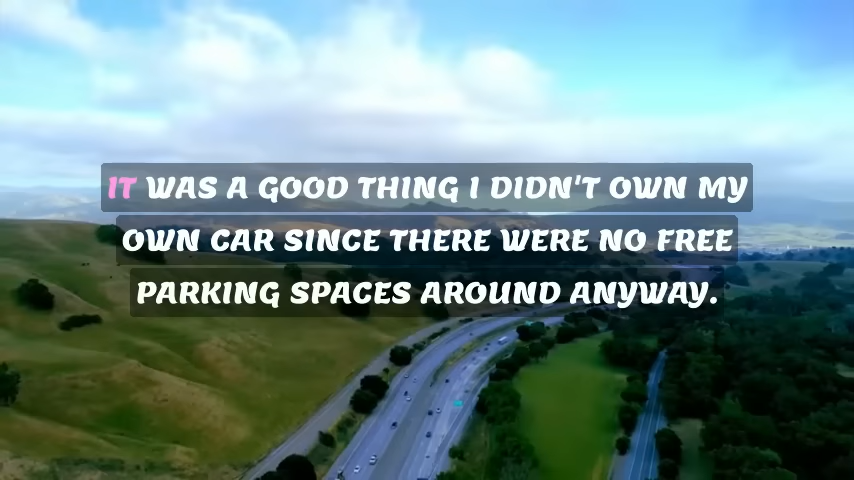 IT WAS A GOOD THING I DIDN'T OWN MY
OWN CAR SINCE THERE WERE NO FREE
PARKING SPACES AROUND ANYWAY.